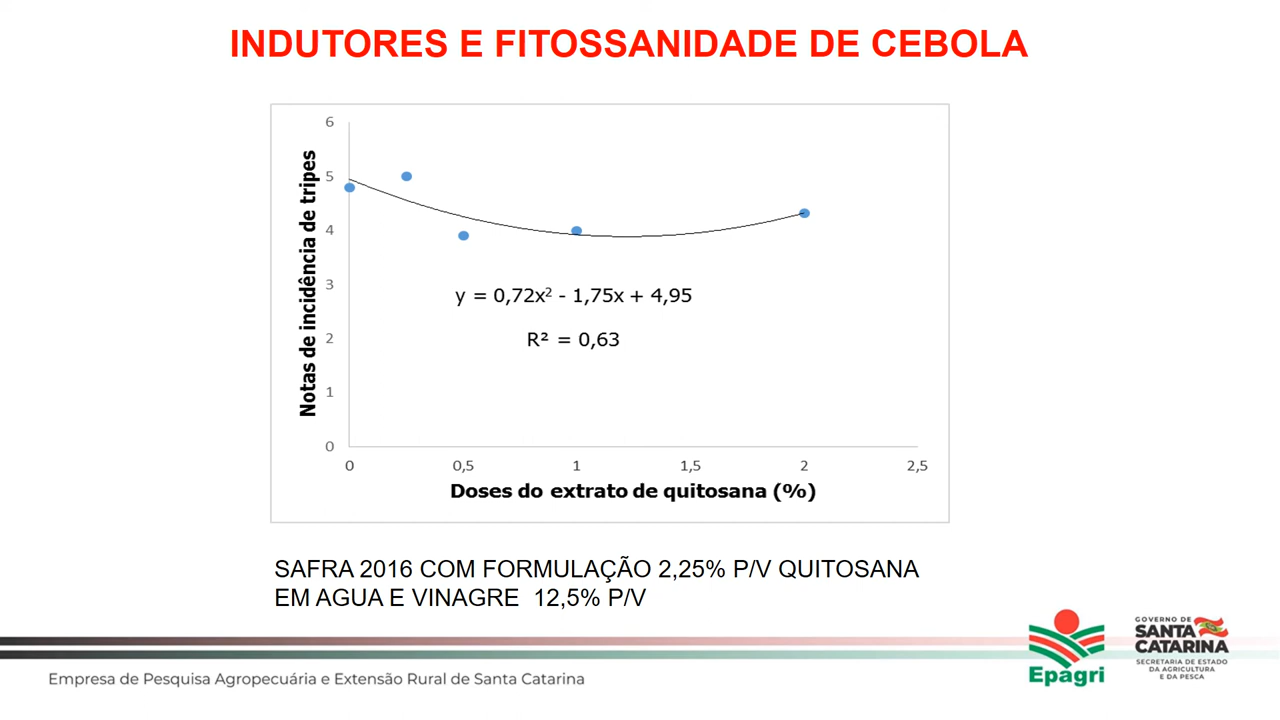 INDUTORES E FITOSSANIDADE DE CEBOLA
6
5
4
3
2
1
0
Notas de incidência de tripes
y = 0,72x² - 1,75x + 4,95
R² = 0,63
0 0,5 1 1,5 2 2,5
Doses do extrato de quitosana (%)
SAFRA 2016 COM FORMULAÇÃO 2,25% P/V QUITOSANA
EM AGUA E VINAGRE 12,5% P/V
Empresa de Pesquisa Agropecuária e Extensão Rural de Santa Catarina
Epagri
GOVERNO DE
SANTA
CATARINA
SECRETARIA DE ESTADO
DA AGRICULTURA
E DA PESCA